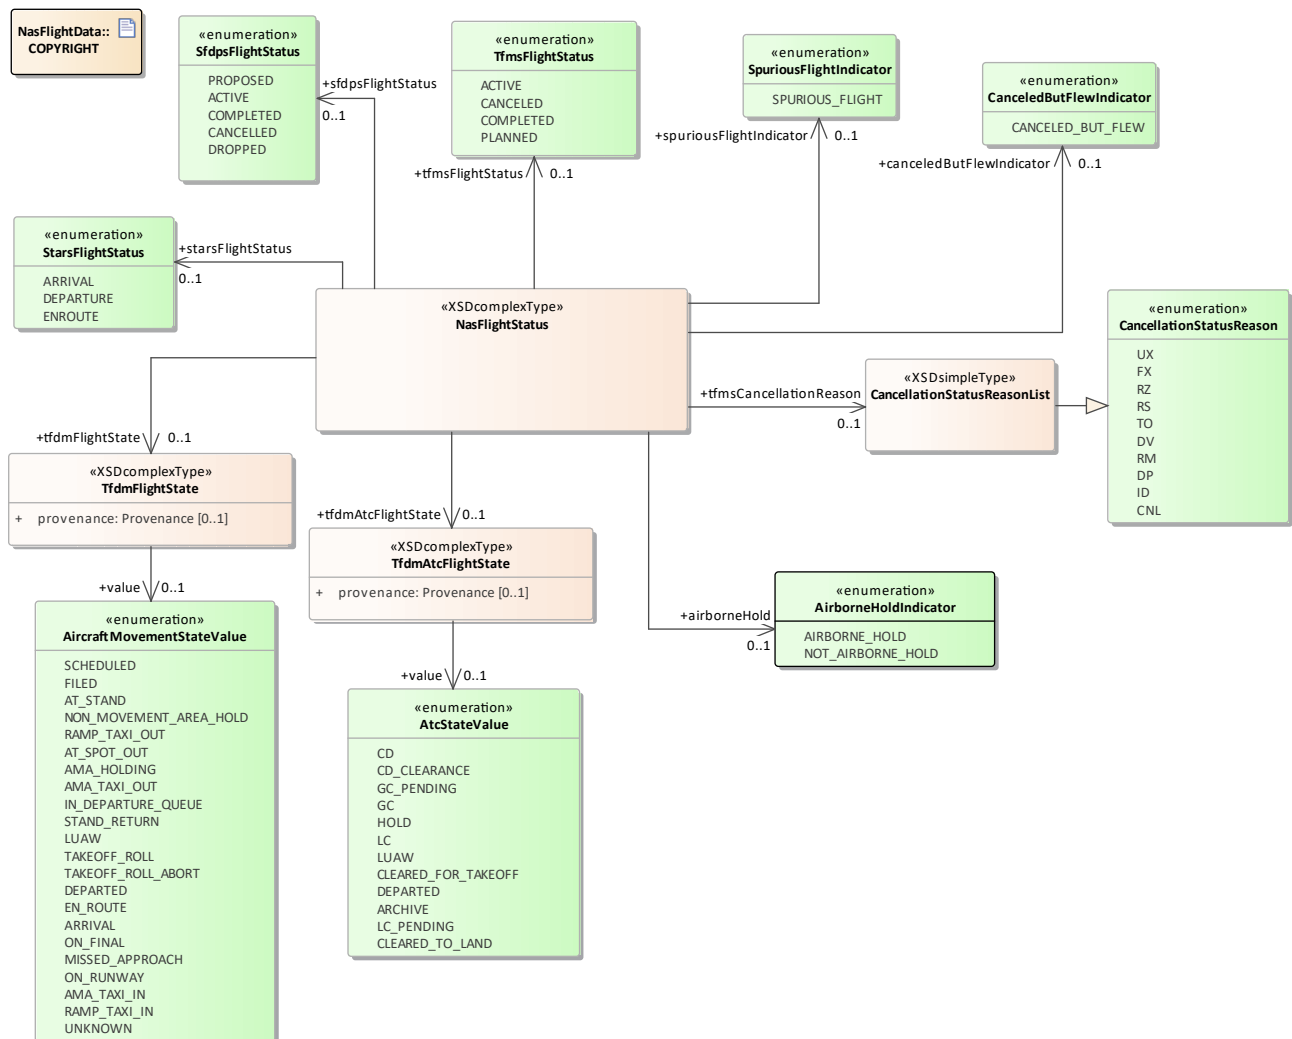 NasFlightData::
COPYRIGHT
«enumeration»
SfdpsFlightStatus
PROPOSED
ACTIVE
COMPLETED
CANCELLED
DROPPED
+sfdpsFlightStatus
0..1
«enumeration»
TfmsFlightStatus
ACTIVE
CANCELED
COMPLETED
PLANNED
+tfmsFlightStatus
0..1
«enumeration»
SpuriousFlightIndicator
SPURIOUS_FLIGHT
+spuriousFlightIndicator
0..1
«enumeration»
CanceledButFlewIndicator
CANCELED_BUT_FLEW
+canceledButFlewIndicator
0..1
«enumeration»
StarsFlightStatus
ARRIVAL
DEPARTURE
ENROUTE
+starsFlightStatus
0..1
«XSDcomplexType»
NasFlightStatus
«enumeration»
CancellationStatusReason
UX
FX
RZ
RS
TO
DV
RM
DP
ID
CNL
+tfmsCancellationReason
0..1
«XSDsimpleType»
CancellationStatusReasonList
+tfdmFlightState
0..1
«XSDcomplexType»
TfdmFlightState
+ provenance: Provenance [0..1]
+tfdmAtcFlightState
0..1
«XSDcomplexType»
TfdmAtcFlightState
+ provenance: Provenance [0..1]
+airborneHold
0..1
«enumeration»
AirborneHoldIndicator
AIRBORNE_HOLD
NOT_AIRBORNE_HOLD
+value
0..1
«enumeration»
AircraftMovementStateValue
SCHEDULED
FILED
AT_STAND
NON_MOVEMENT_AREA_HOLD
RAMP_TAXI_OUT
AT_SPOT_OUT
AMA_HOLDING
AMA_TAXI_OUT
IN_DEPARTURE_QUEUE
STAND_RETURN
LUAW
TAKEOFF_ROLL
TAKEOFF_ROLL_ABORT
DEPARTED
EN_ROUTE
ARRIVAL
ON_FINAL
MISSED_APPROACH
ON_RUNWAY
AMA_TAXI_IN
RAMP_TAXI_IN
UNKNOWN
+value
0..1
«enumeration»
AtcStateValue
CD
CD_CLEARANCE
GC_PENDING
GC
HOLD
LC
LUAW
CLEARED_FOR_TAKEOFF
DEPARTED
ARCHIVE
LC_PENDING
CLEARED_TO_LAND